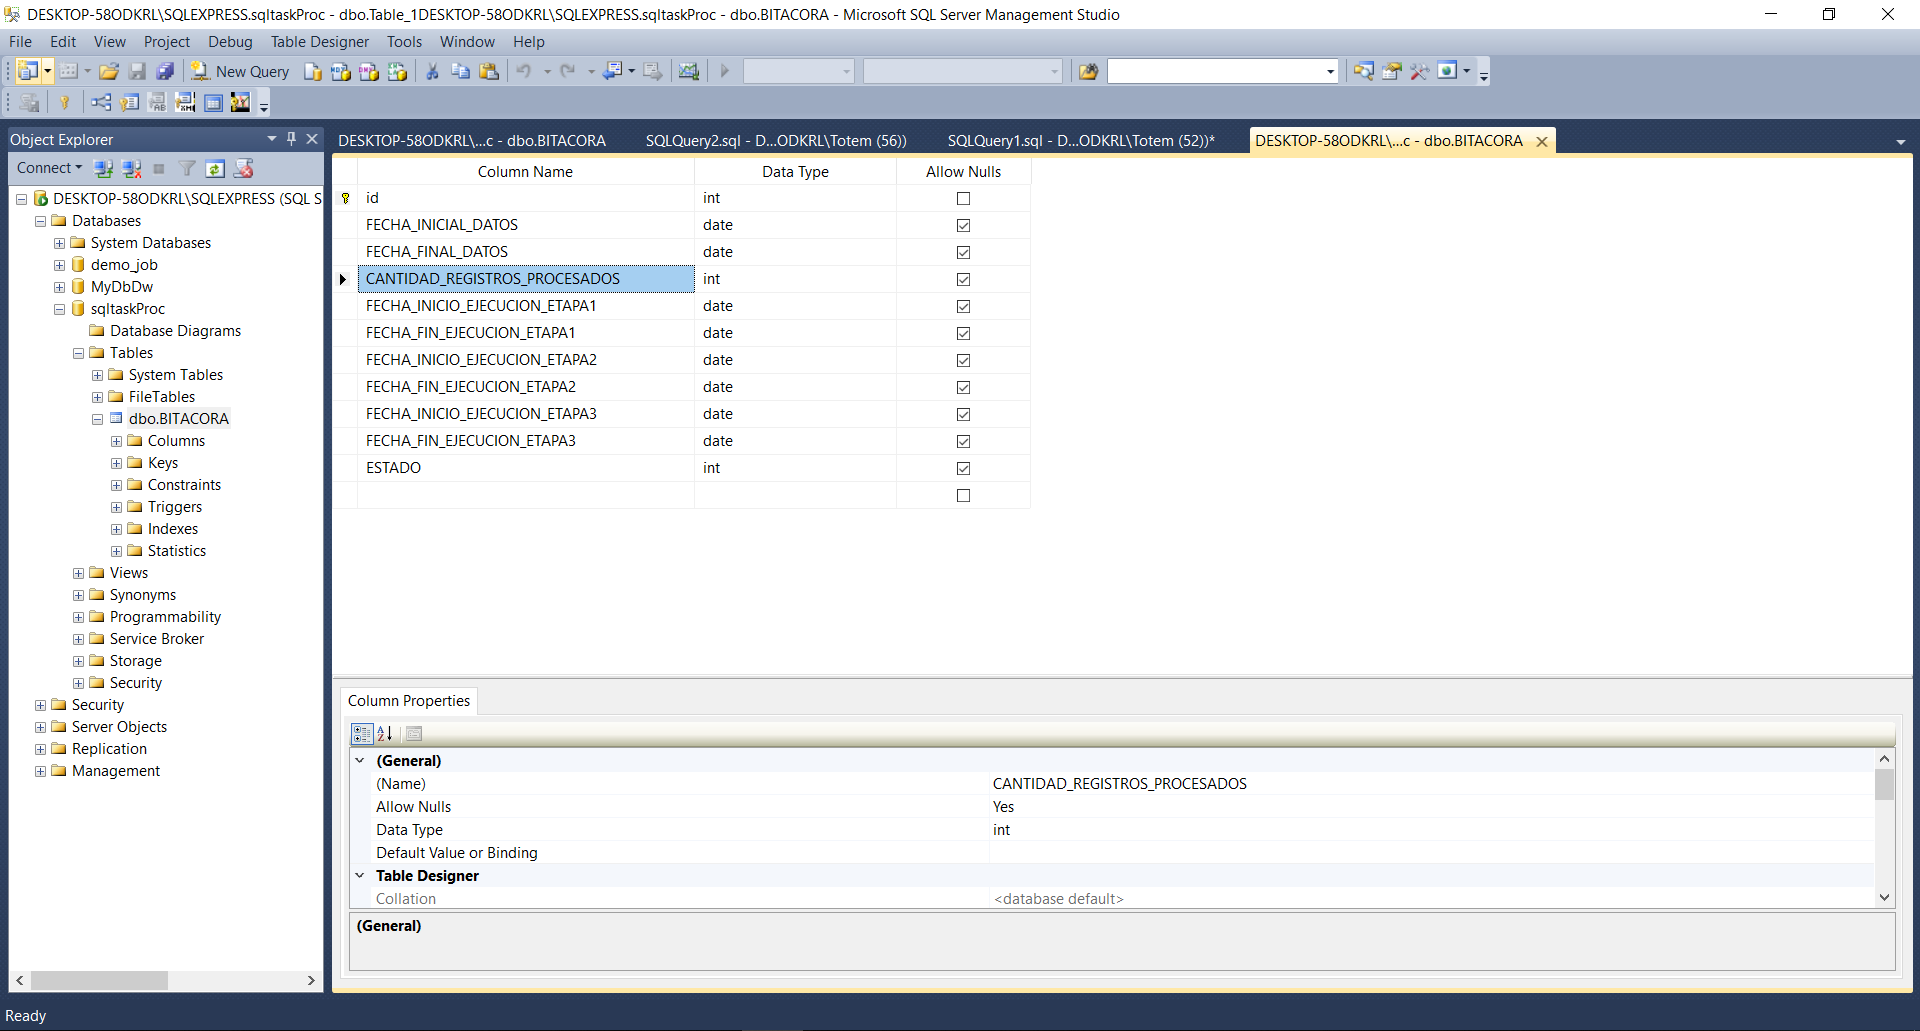 DESKTOP-58ODKRL\SQLEXPRESS.sqltaskProc - dbo.Table_1DESKTOP-58ODKRL\SQLEXPRESS.sqltaskProc - dbo.BITACORA - Microsoft SQL Server Management Studio
File Edit View Project Debug Table Designer Tools Window Help
New Query
Object Explorer
Connect
DESKTOP-58ODKRL\SQLEXPRESS (SQL S
Databases
System Databases
demo_job
MyDbDw
sqltaskProc
Database Diagrams
Tables
System Tables
FileTables
dbo.BITACORA
Columns
Keys
Constraints
Triggers
Indexes
Statistics
Views
Synonyms
Programmability
Service Broker
Storage
Security
Security
Server Objects
Replication
Management
DESKTOP-58ODKRL\...c - dbo.BITACORA SQLQuery2.sql - D...ODKRL\Totem (56)) SQLQuery1.sql - D...ODKRL\Totem (52))* DESKTOP-58ODKRL\...c - dbo.BITACORA
Column Name Data Type Allow Nulls
id int
FECHA_INICIAL_DATOS date
FECHA_FINAL_DATOS date
CANTIDAD_REGISTROS_PROCESADOS int
FECHA_INICIO_EJECUCION_ETAPA1 date
FECHA_FIN_EJECUCION_ETAPA1 date
FECHA_INICIO_EJECUCION_ETAPA2 date
FECHA_FIN_EJECUCION_ETAPA2 date
FECHA_INICIO_EJECUCION_ETAPA3 date
FECHA_FIN_EJECUCION_ETAPA3 date
ESTADO int
Column Properties
(General)
(Name) CANTIDAD_REGISTROS_PROCESADOS
Allow Nulls Yes
Data Type int
Default Value or Binding
Table Designer
Collation <database default>
(General)
Ready